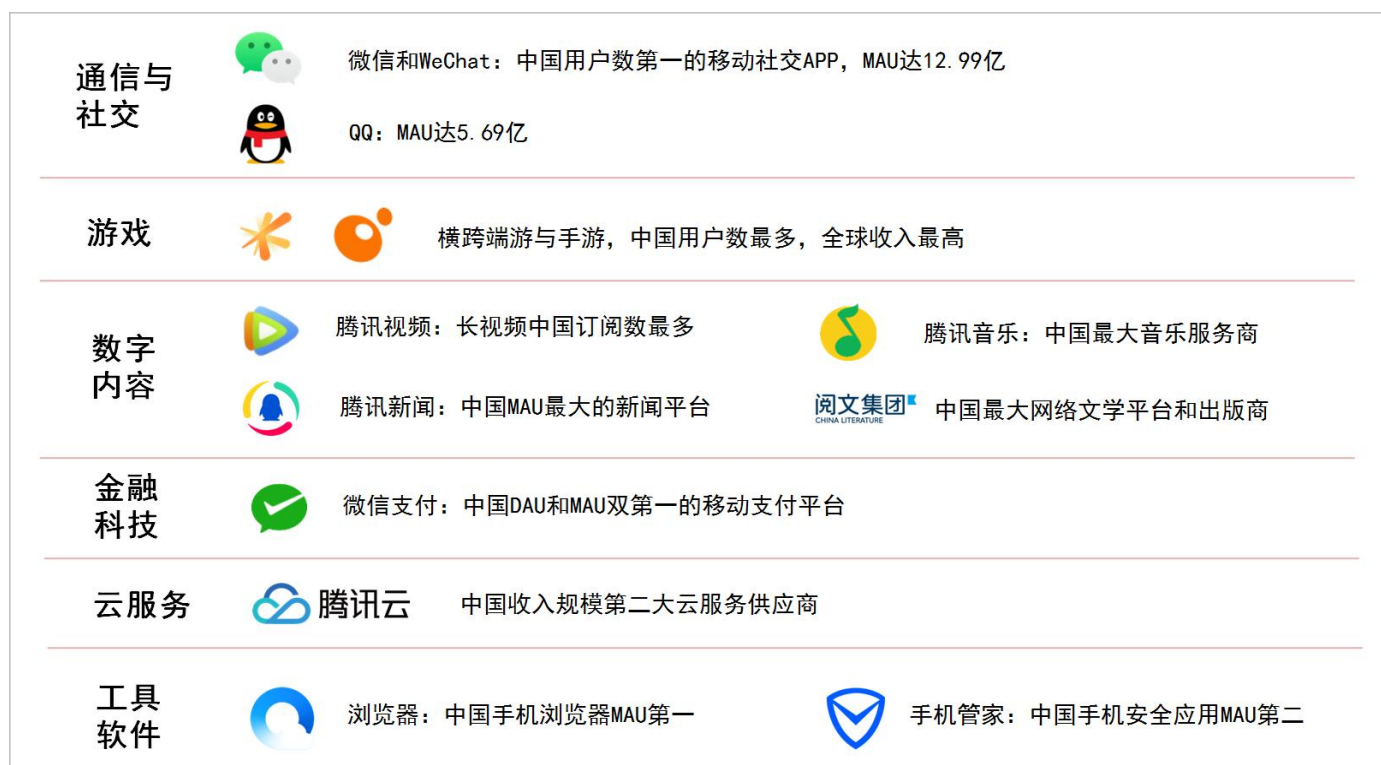 通信与
社交
微信和WeChat：中国用户数第一的移动社交APP，MAU达12.99亿
QQ：MAU达5.69亿
游戏
横跨端游与手游，中国用户数最多，全球收入最高
数字
内容
腾讯视频：长视频中国订阅数最多
腾讯音乐：中国最大音乐服务商
腾讯新闻：中国MAU最大的新闻平台
阅文集团
CHINA LITERATURE
中国最大网络文学平台和出版商
金融
科技
微信支付：中国DAU和MAU双第一的移动支付平台
云服务
腾讯云
中国收入规模第二大云服务供应商
工具
软件
浏览器：中国手机浏览器MAU第一
手机管家：中国手机安全应用MAU第二